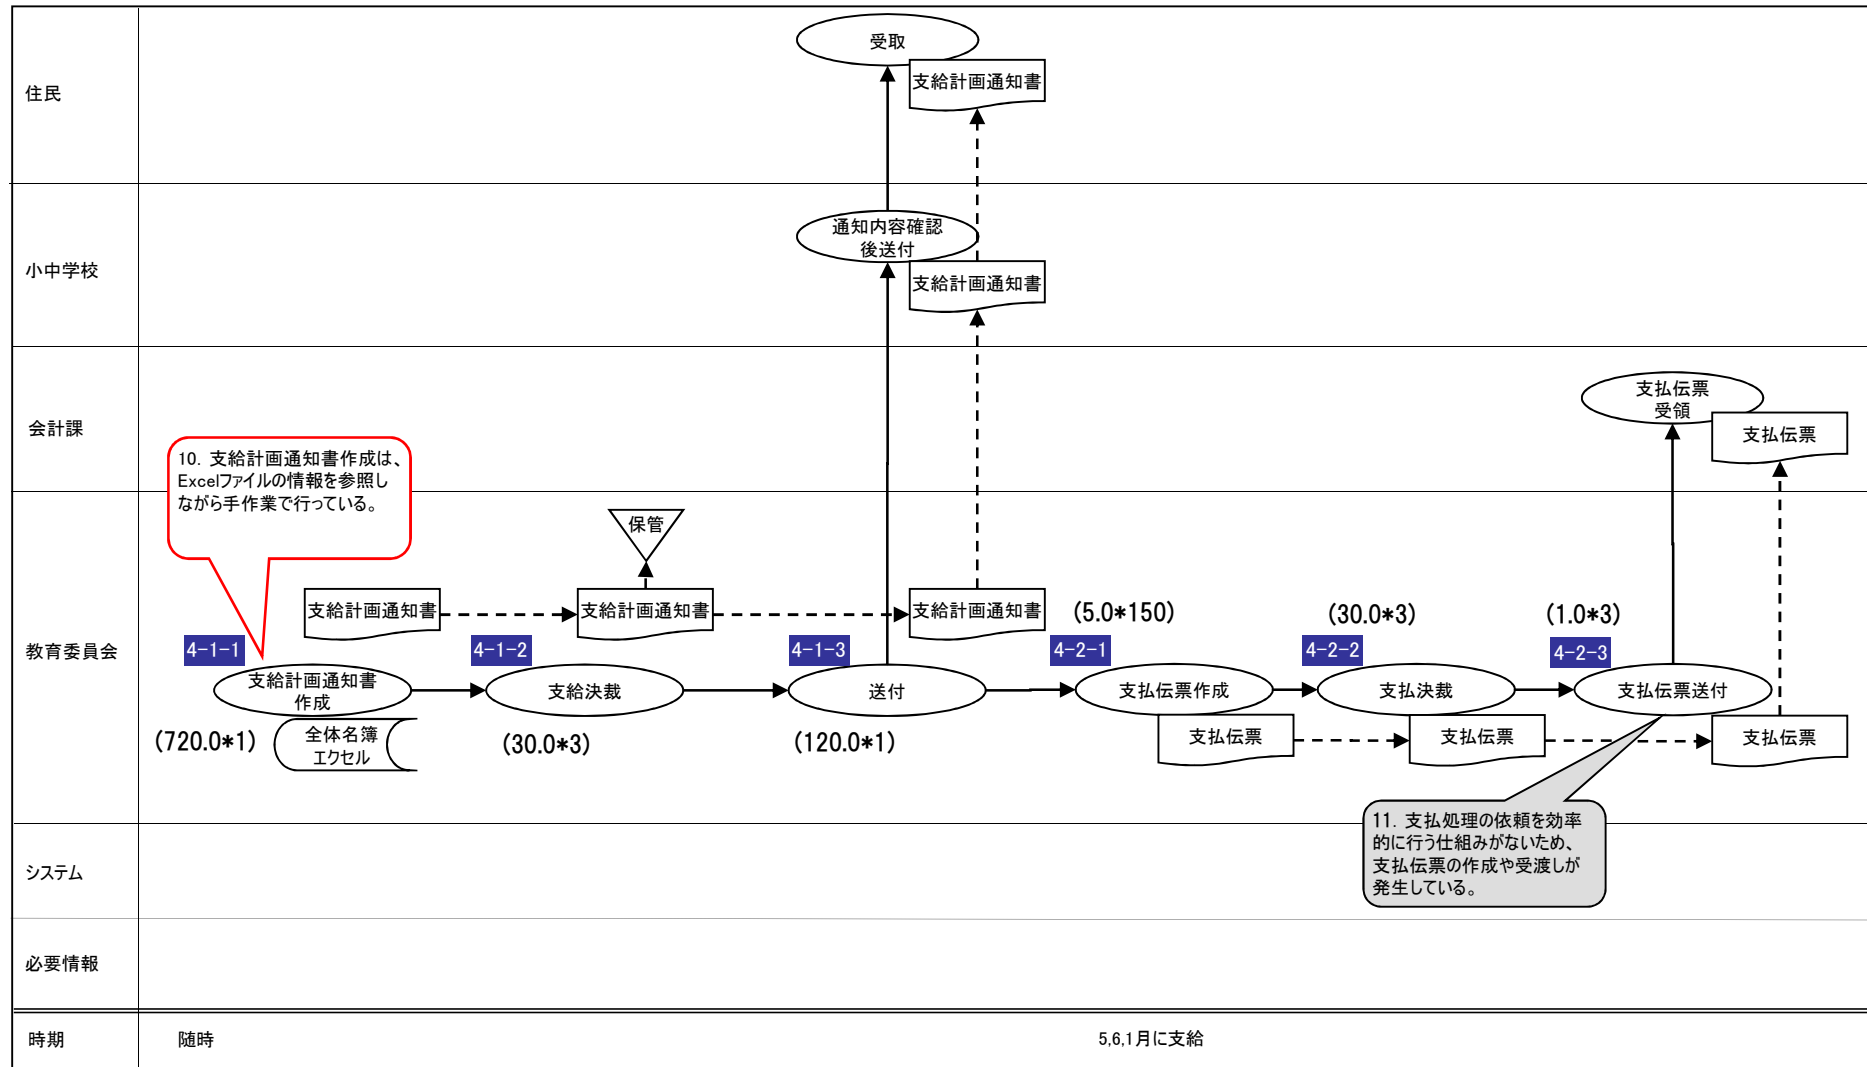 住民
受取
支給計画通知書
小中学校
通知内容確認
後送付
支給計画通知書
会計課
支払伝票
受領
支払伝票
10．支給計画通知書作成は、
Excelファイルの情報を参照し
ながら手作業で行っている。
教育委員会
保管
支給計画通知書
支給計画通知書
支給計画通知書
(5.0*150)
(30.0*3)
(1.0*3)
4-1-1
4-1-2
4-1-3
4-2-1
4-2-2
4-2-3
支給計画通知書
作成
支給決裁
送付
支払伝票作成
支払決裁
支払伝票送付
(720.0*1)
全体名簿
エクセル
(30.0*3)
(120.0*1)
支払伝票
支払伝票
支払伝票
11．支払処理の依頼を効率
的に行う仕組みがないため、
支払伝票の作成や受渡しが
発生している。
システム
必要情報
時期
随時
5,6,1月に支給